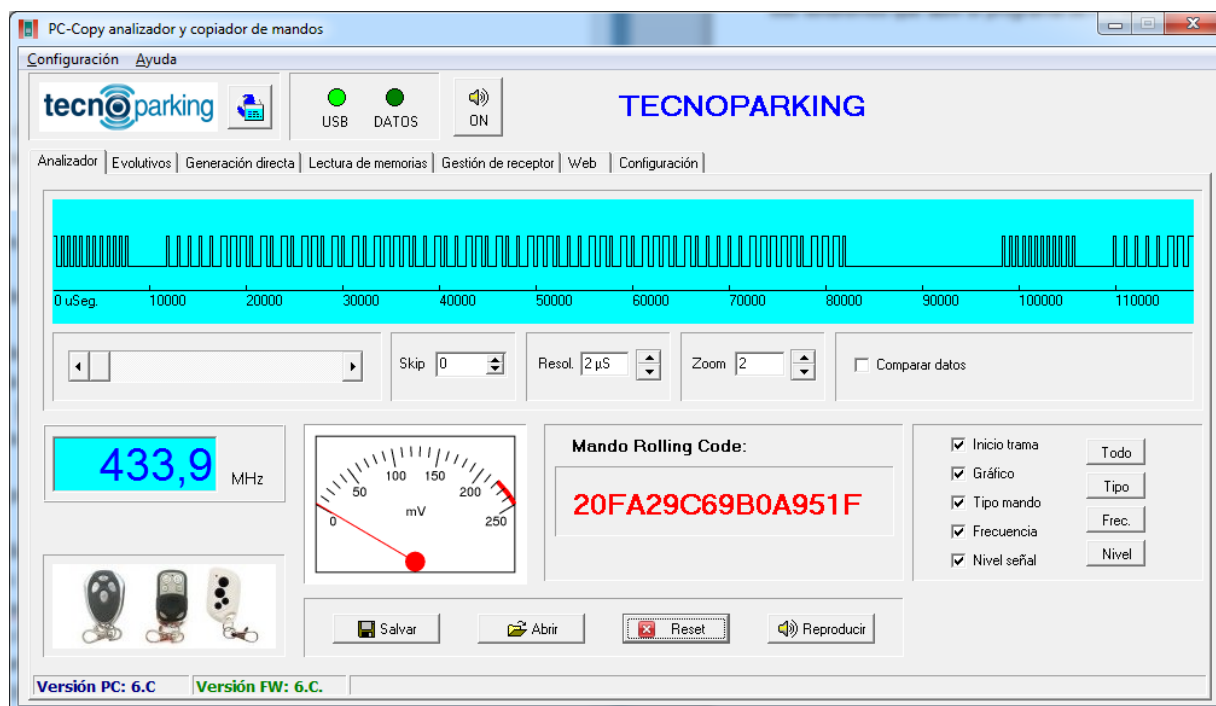 PC-Copy analizador y copiador de mandos
Configuración Ayuda
tecnoparking
USB DATOS
ON
TECNOPARKING
Analizador Evolutivos Generación directa Lectura de memorias Gestión de receptor Web Configuración
0 uSeg. 10000 20000 30000 40000 50000 60000 70000 80000 90000 100000 110000
Skip 0 Resol. 2 µS Zoom 2 Comparar datos
433,9 MHz
0 50 100 150 200 250
mV
Mando Rolling Code:
20FA29C69B0A951F
Inicio trama
Gráfico
Tipo mando
Frecuencia
Nivel señal
Todo
Tipo
Frec.
Nivel
Salvar Abrir Reset Reproducir
Versión PC: 6.C Versión FW: 6.C.